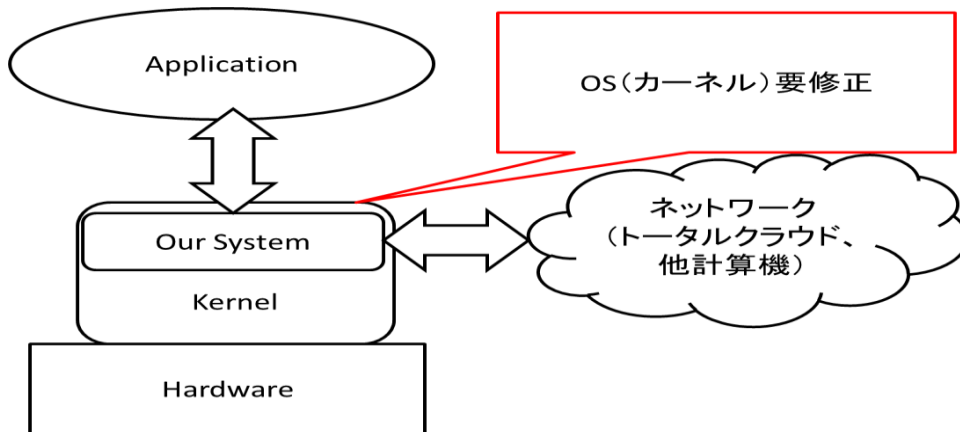 Application
OS(カーネル)要修正
Our System
ネットワーク
(トータルクラウド、
他計算機)
Kernel
Hardware